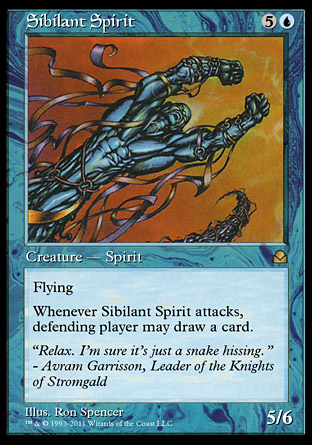 Sibilant Spirit 5
Creature — Spirit
Flying
Whenever Sibilant Spirit attacks,
defending player may draw a card.
“Relax. I'm sure it's just a snake hissing.”
- Avram Garrisson, Leader of the Knights
of Stromgald
Illus. Ron Spencer
5/6
™ & © 1993-2011 Wizards of the Coast LLC